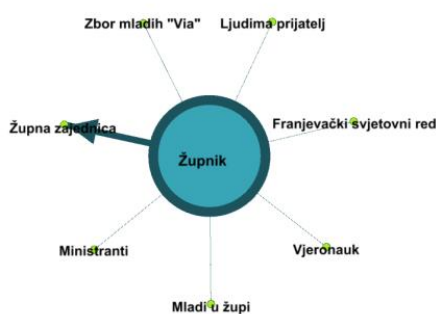 Zbor mladih "Via"
Ljudima prijatelj
Župna zajednica
Franjevački svjetovni red
Župnik
Ministranti
Vjeronauk
Mladi u župi